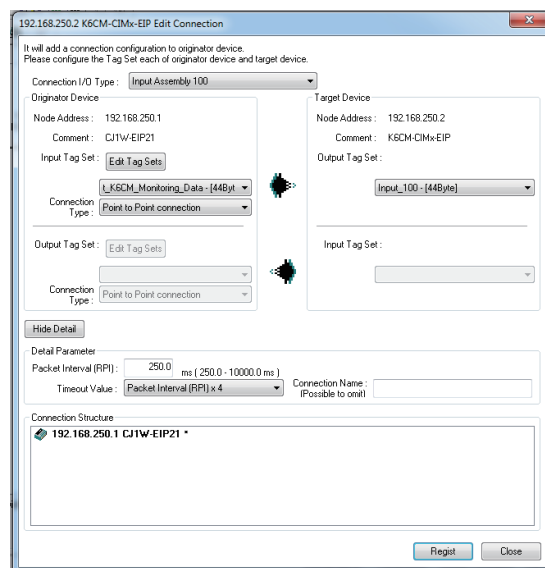 192.168.250.2 K6CM-CIMx-EIP Edit Connection
It will add a connection configuration to originator device.
Please configure the Tag Set each of originator device and target device.
Connection I/O Type : Input Assembly 100
Originator Device
Node Address : 192.168.250.1
Comment : CJ1W-EIP21
Input Tag Set : Edit Tag Sets
t_K6CM_Monitoring_Data - [44Byt
Connection Type : Point to Point connection
Output Tag Set : Edit Tag Sets
Connection Type : Point to Point connection
Target Device
Node Address : 192.168.250.2
Comment : K6CM-CIMx-EIP
Output Tag Set :
Input_100 - [44Byte]
Input Tag Set :
Hide Detail
Detail Parameter
Packet Interval (RPI) : 250.0 ms ( 250.0 - 10000.0 ms )
Timeout Value : Packet Interval (RPI) x 4
Connection Name :
(Possible to omit)
Connection Structure
192.168.250.1 CJ1W-EIP21 *
Regist Close